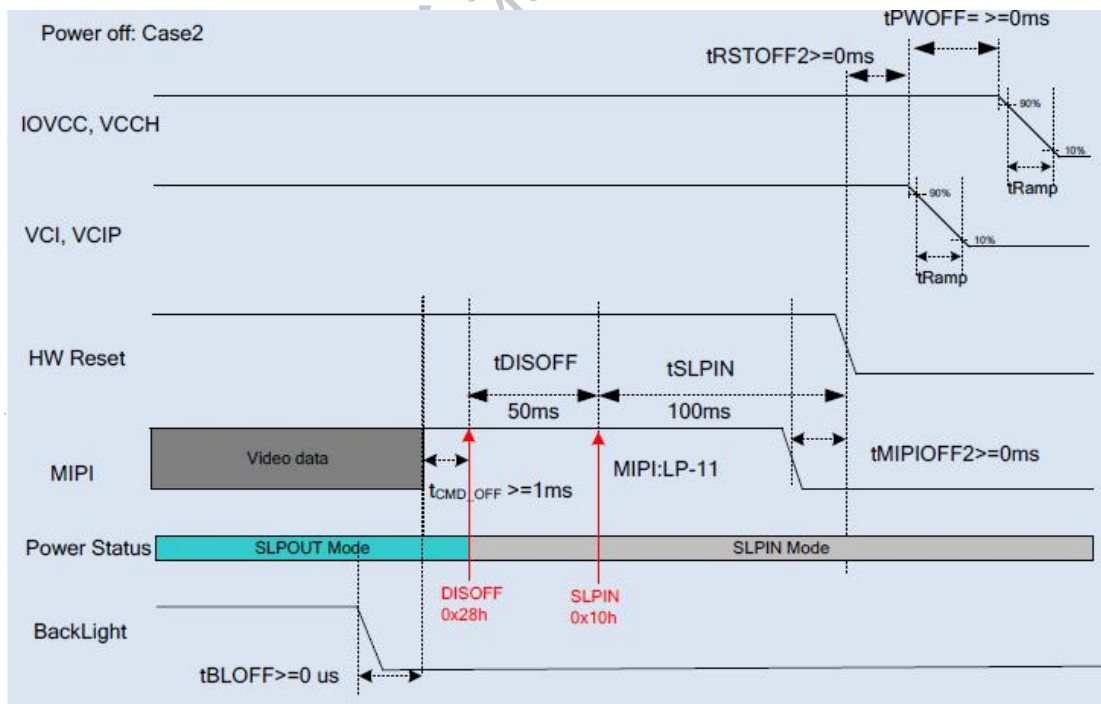 Power off: Case2
tPWOFF= >=0ms
tRSTOFF2>=0ms
IOVCC, VCCH
90%
10%
tRamp
VCI, VCIP
90%
10%
tRamp
HW Reset
tDISOFF
tSLPIN
50ms
100ms
MIPI
Video data
tCMD_OFF >=1ms
MIPI:LP-11
tMIPIOFF2>=0ms
Power Status
SLPOUT Mode
SLPIN Mode
DISOFF
0x28h
SLPIN
0x10h
BackLight
tBLOFF>=0 us